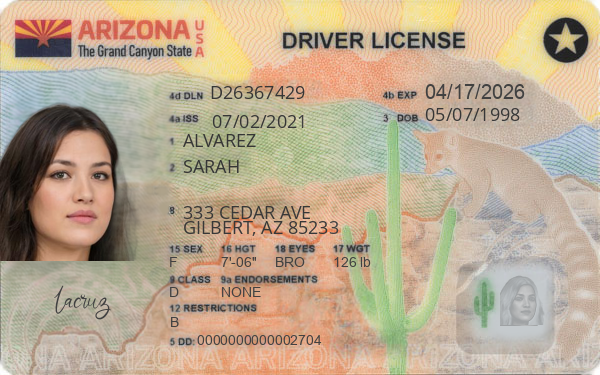 ARIZONA USA
The Grand Canyon State
DRIVER LICENSE
4d DLN D26367429
4b EXP 04/17/2026
4a ISS 07/02/2021
3 DOB 05/07/1998
1 ALVAREZ
2 SARAH
8 333 CEDAR AVE
GILBERT, AZ 85233
15 SEX 16 HGT 18 EYES 17 WGT
F 7'-06" BRO 126 lb
9 CLASS 9a ENDORSEMENTS
D NONE
12 RESTRICTIONS
B
5 DD: 0000000000002704
lacruz
ARIZONA ARIZONA ARIZONA ARIZONA